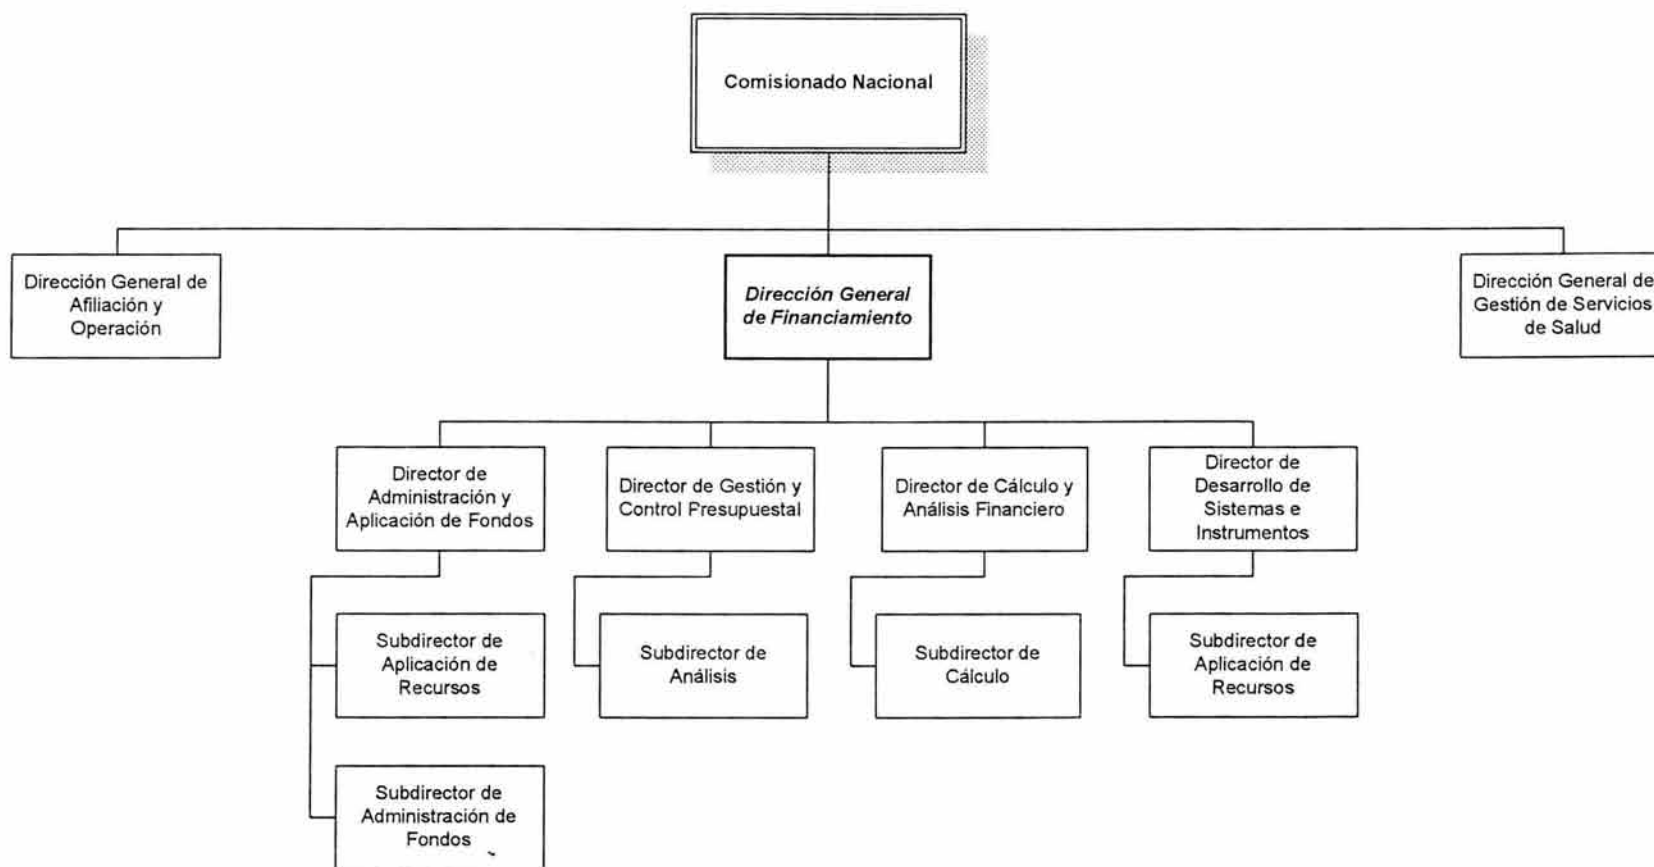 Comisionado Nacional
Dirección General de
Afiliación y
Operación
Dirección General
de Financiamiento
Dirección General de
Gestión de Servicios
de Salud
Director de
Administración y
Aplicación de Fondos
Director de Gestión y
Control Presupuestal
Director de Cálculo y
Análisis Financiero
Director de
Desarrollo de
Sistemas e
Instrumentos
Subdirector de
Aplicación de
Recursos
Subdirector de
Análisis
Subdirector de
Cálculo
Subdirector de
Aplicación de
Recursos
Subdirector de
Administración de
Fondos